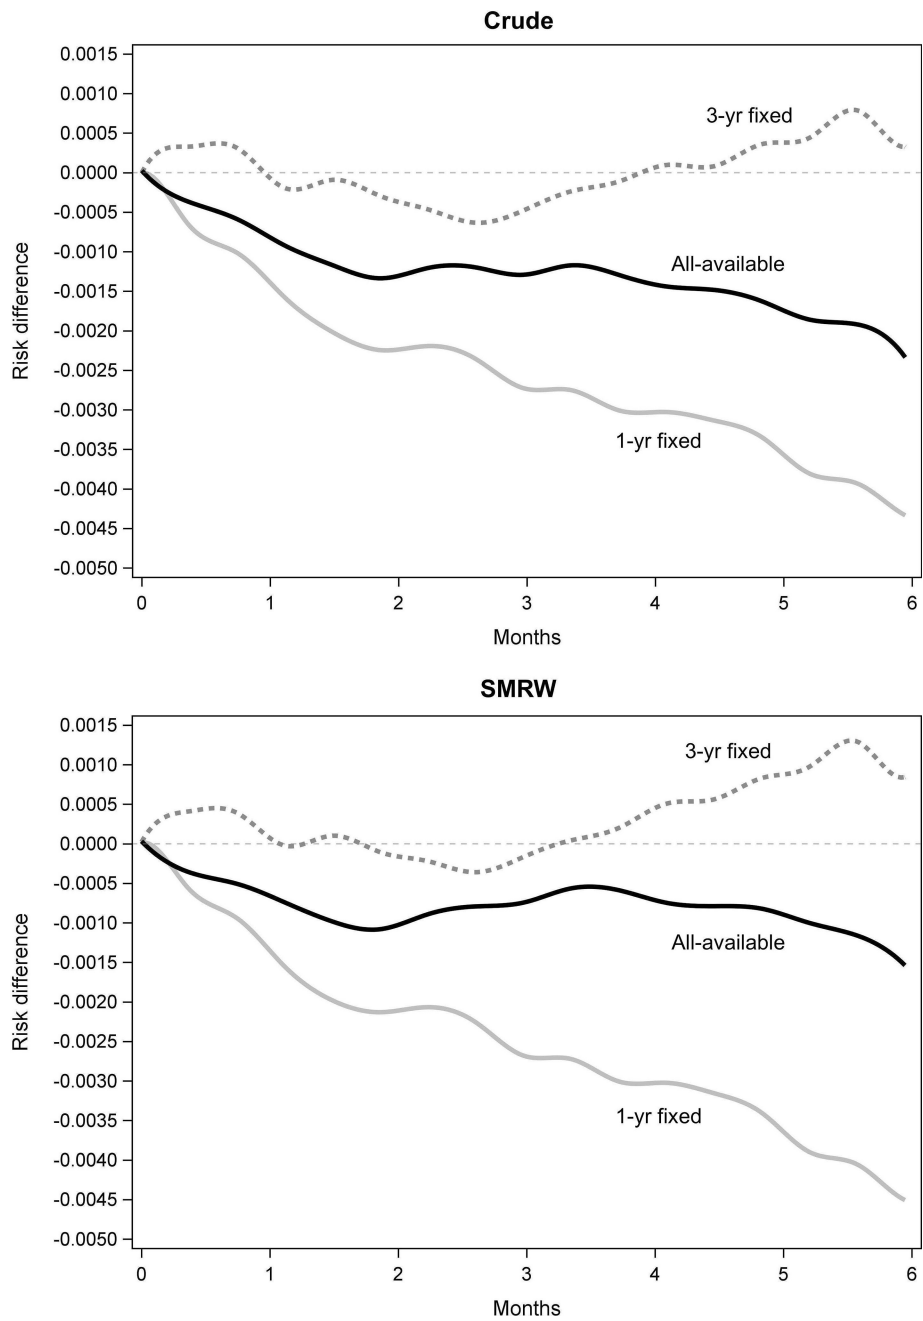 Crude
0.0015
0.0010
0.0005
0.0000
-0.0005
-0.0010
-0.0015
-0.0020
-0.0025
-0.0030
-0.0035
-0.0040
-0.0045
-0.0050
Risk difference
3-yr fixed
All-available
1-yr fixed
0 1 2 3 4 5 6
Months
SMRW
0.0015
0.0010
0.0005
0.0000
-0.0005
-0.0010
-0.0015
-0.0020
-0.0025
-0.0030
-0.0035
-0.0040
-0.0045
-0.0050
Risk difference
3-yr fixed
All-available
1-yr fixed
0 1 2 3 4 5 6
Months